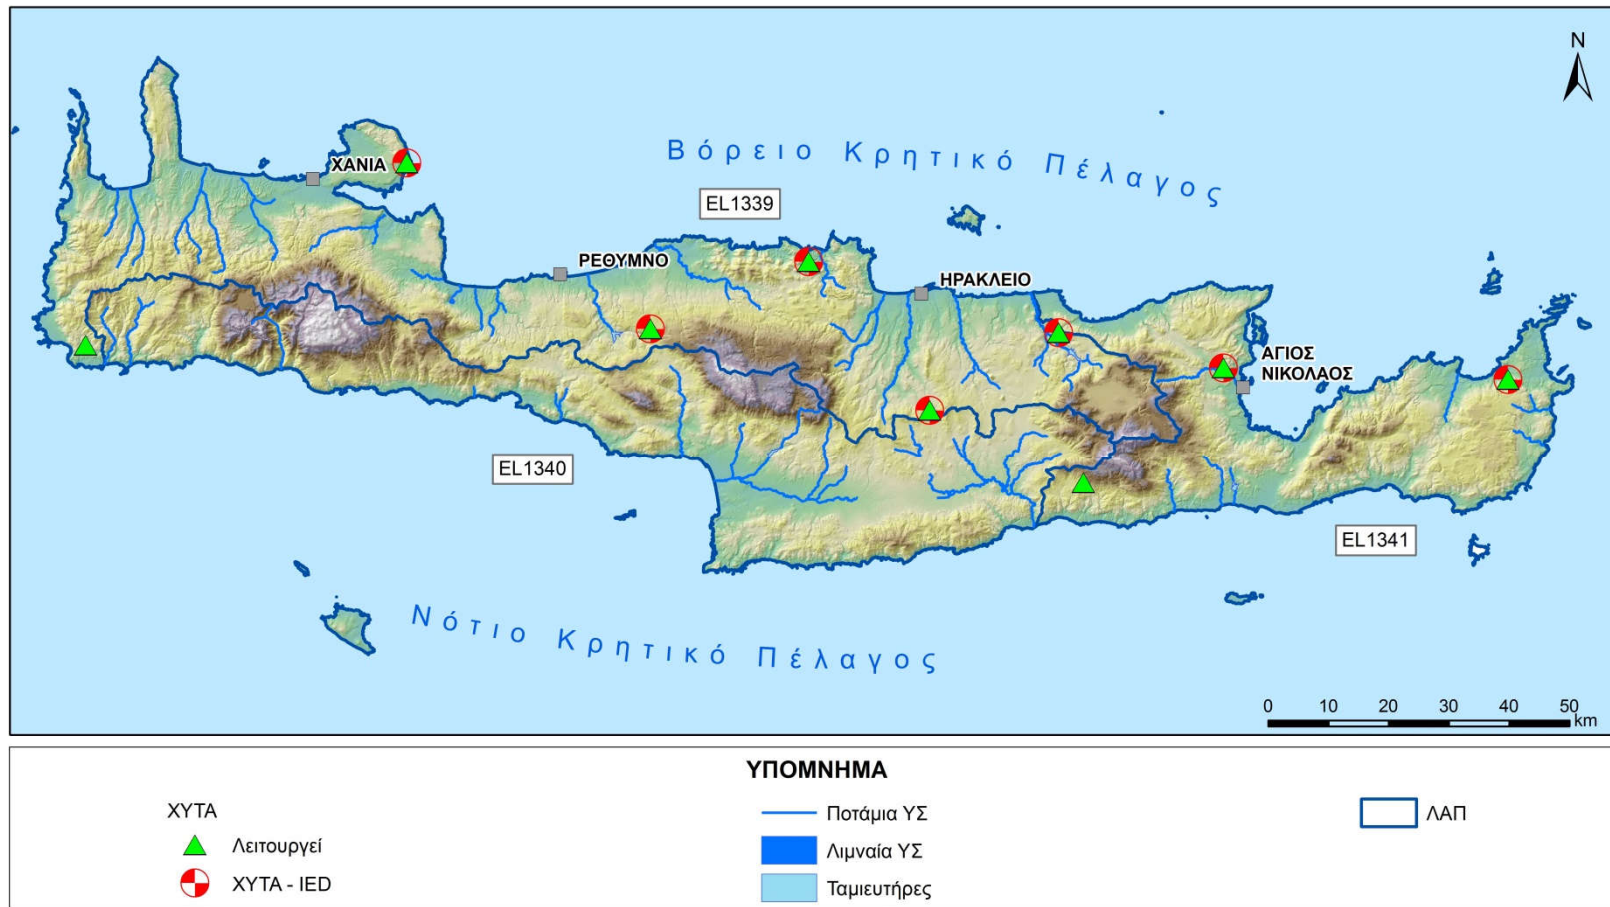 N
Βόρειο Κρητικό Πέλαγος
ΧΑΝΙΑ
EL1339
ΡΕΘΥΜΝΟ
ΗΡΑΚΛΕΙΟ
ΑΓΙΟΣ
ΝΙΚΟΛΑΟΣ
EL1340
EL1341
Νότιο Κρητικό Πέλαγος
0 10 20 30 40 50
km
ΥΠΟΜΝΗΜΑ
ΧΥΤΑ
Λειτουργεί
ΧΥΤΑ - IED
Ποτάμια ΥΣ
Λιμναία ΥΣ
Ταμιευτήρες
ΛΑΠ